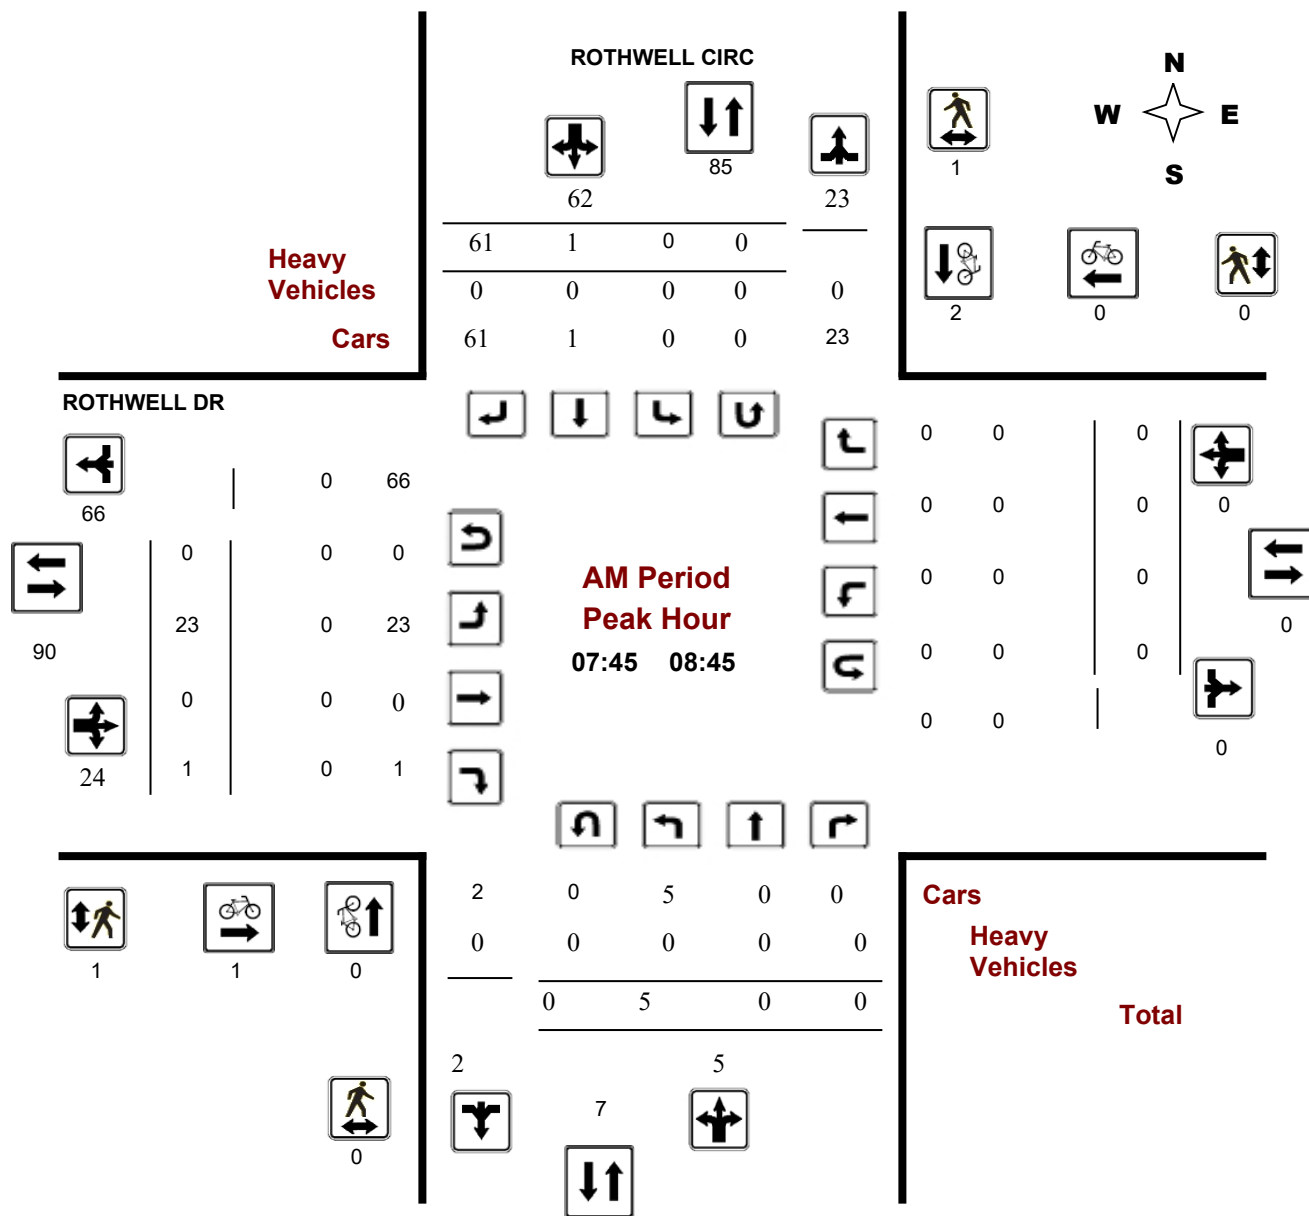 ROTHWELL CIRC
N
W E
S
85
1
62 23
61 1 0 0
Heavy
Vehicles
0 0 0 0 0
2 0 0
Cars
61 1 0 0 23
ROTHWELL DR
0 0 0
0 66
66
0 0 0 0
0 0 0
AM Period
0 0 0
Peak Hour
23 0 23
0
90
07:45 08:45
0 0 0
0 0 0
0 0
0
24
1 0 1
2 0 5 0 0
Cars
0 0 0 0 0
Heavy
Vehicles
1 1 0
0 5 0 0
Total
2 5
7
0